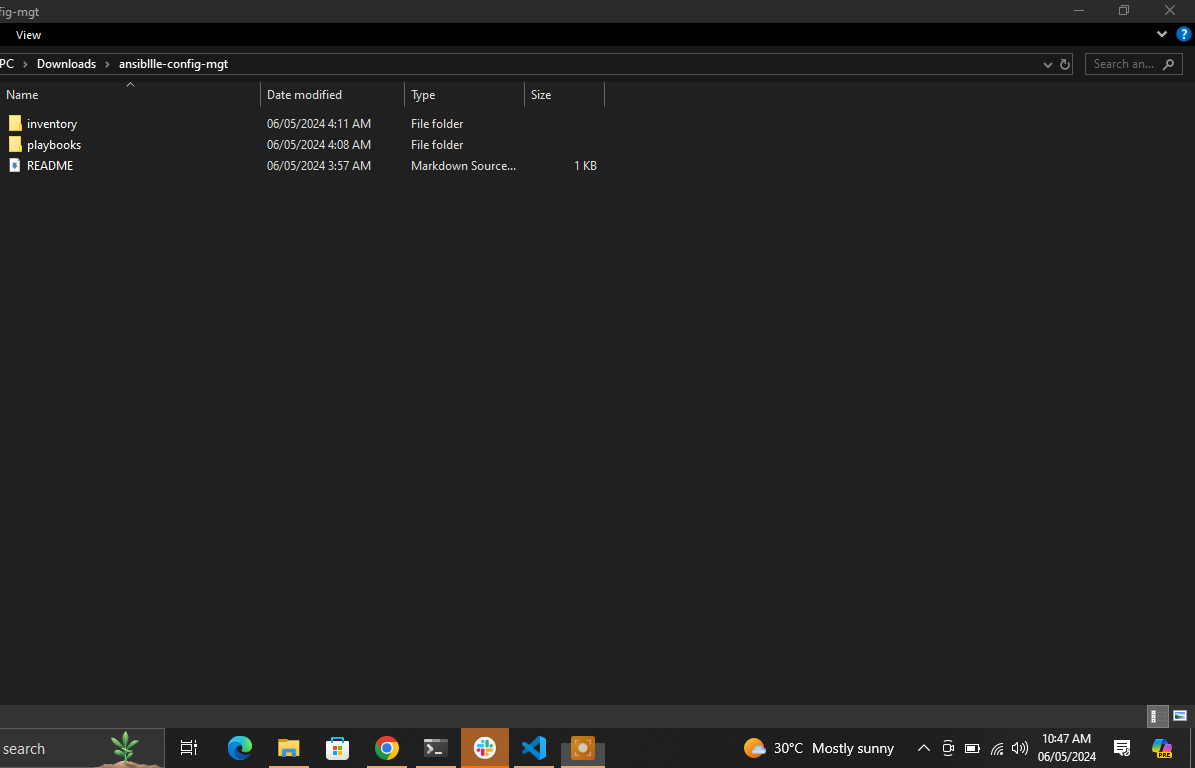 fig-mgt
View
PC > Downloads > ansibllle-config-mgt
Search an...
Name Date modified Type Size
inventory 06/05/2024 4:11 AM File folder
playbooks 06/05/2024 4:08 AM File folder
README 06/05/2024 3:57 AM Markdown Source... 1 KB
search
30°C Mostly sunny
10:47 AM
06/05/2024
PRE